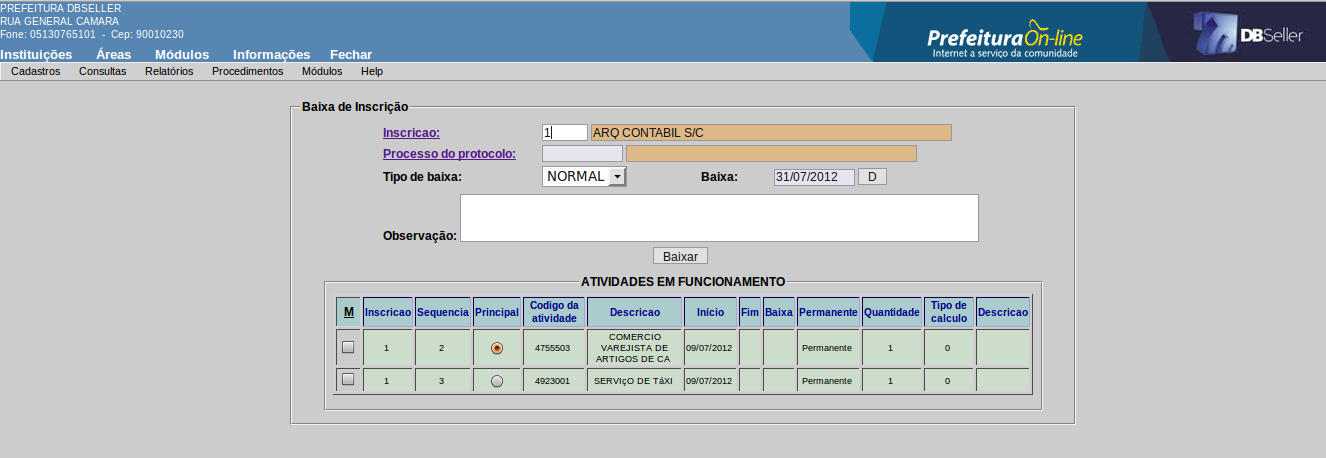 PREFEITURA DBSELLER
RUA GENERAL CAMARA
Fone: 05130765101 - Cep: 90010230
Prefeitura On-line
Internet a serviço da comunidade
DBSeller
Instituições Áreas Módulos Informações Fechar
Cadastros Consultas Relatórios Procedimentos Módulos Help
Baixa de Inscrição
Inscricao: 1 ARQ CONTABIL S/C
Processo do protocolo:
Tipo de baixa: NORMAL Baixa: 31/07/2012 D
Observação:
Baixar
ATIVIDADES EM FUNCIONAMENTO
M Inscricao Sequencia Principal Codigo da atividade Descricao Início Fim Baixa Permanente Quantidade Tipo de calculo Descricao
1 2 4755503 COMERCIO VAREJISTA DE ARTIGOS DE CA 09/07/2012 Permanente 1 0
1 3 4923001 SERVIçO DE TáXI 09/07/2012 Permanente 1 0